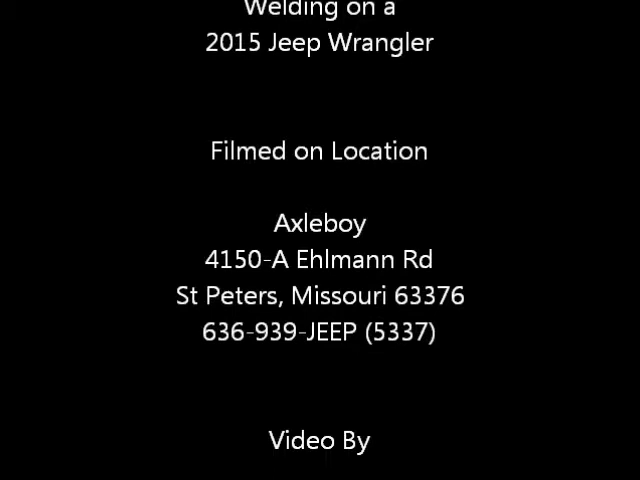 Welding on a
2015 Jeep Wrangler
Filmed on Location
Axleboy
4150-A Ehlmann Rd
St Peters, Missouri 63376
636-939-JEEP (5337)
Video By